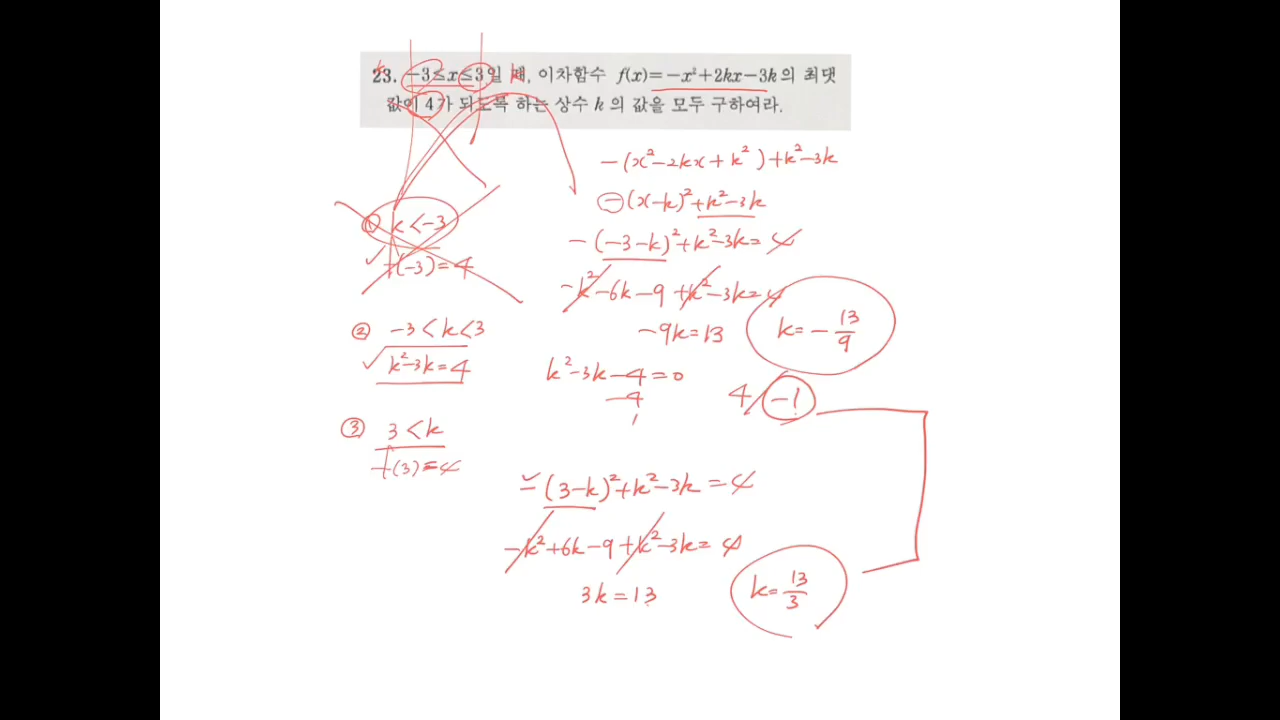 23. -3≤x≤3일 때, 이차함수 f(x)=-x²+2kx-3k의 최댓
값이 4가 되도록 하는 상수 k의 값을 모두 구하여라.
-(x²-2kx+k²)+k²-3k
-(x-k)²+k²-3k
① k<-3
-(-3-k)²+k²-3k=4
f(-3)=4
-k²-6k-9+k²-3k=4
② -3<k<3
-9k=13
k=-13/9
k²-3k=4
k²-3k-4=0
-4
1
4/-1
③ 3<k
f(3)=4
-(3-k)²+k²-3k=4
-k²+6k-9+k²-3k=4
3k=13
k=13/3